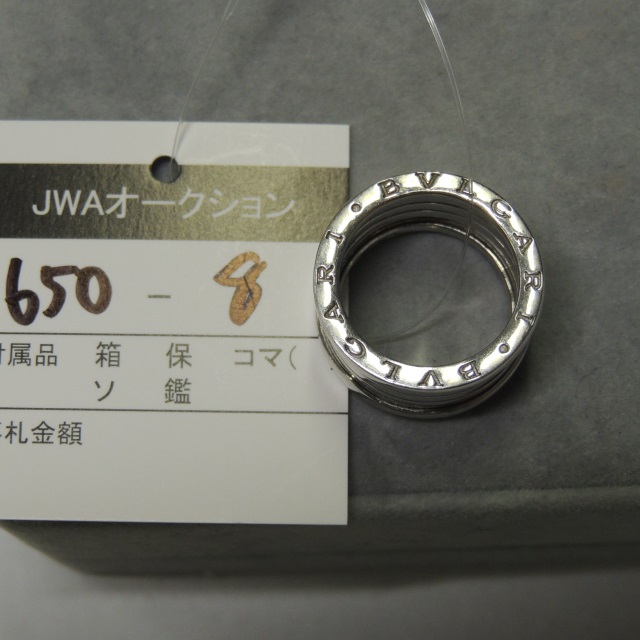 JWAオークション
650 - 8
付属品 箱 保 コマ(
ソ 鑑
札金額
BVLGARI · BVLGARI ·